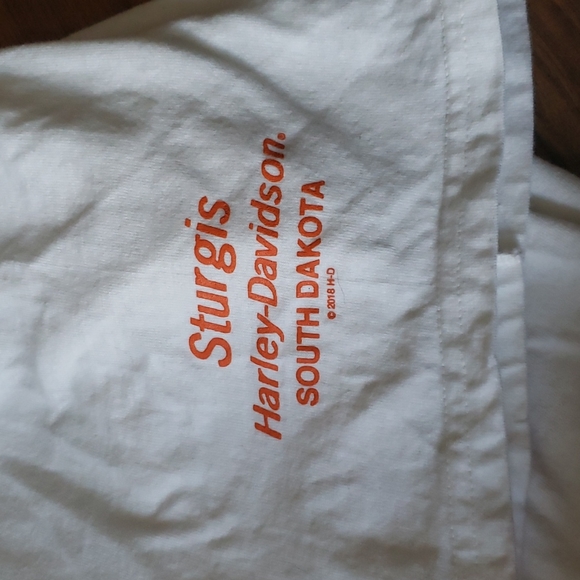 Sturgis
Harley-Davidson®
SOUTH DAKOTA
© 2018 H-D